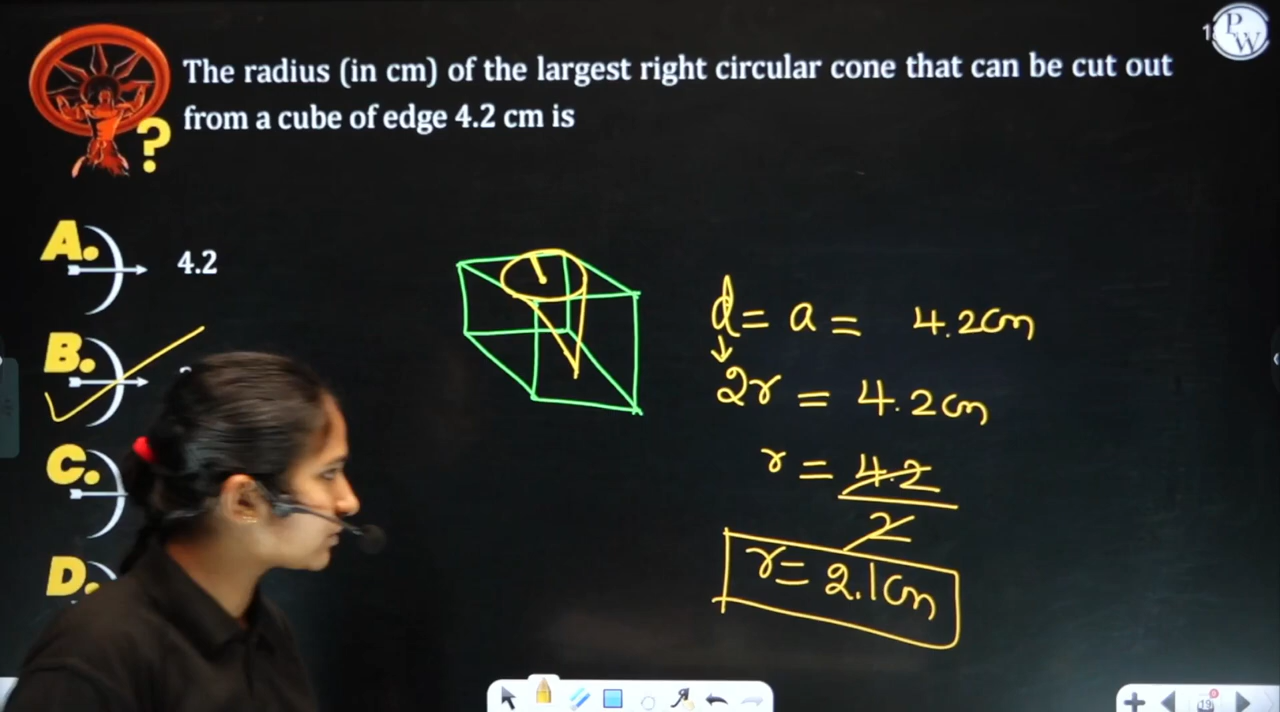 PW
The radius (in cm) of the largest right circular cone that can be cut out
from a cube of edge 4.2 cm is
?
A. 4.2
B.
C.
D.
d = a = 4.2cm
2r = 4.2cm
r = 4.2
2
r = 2.1cm
19